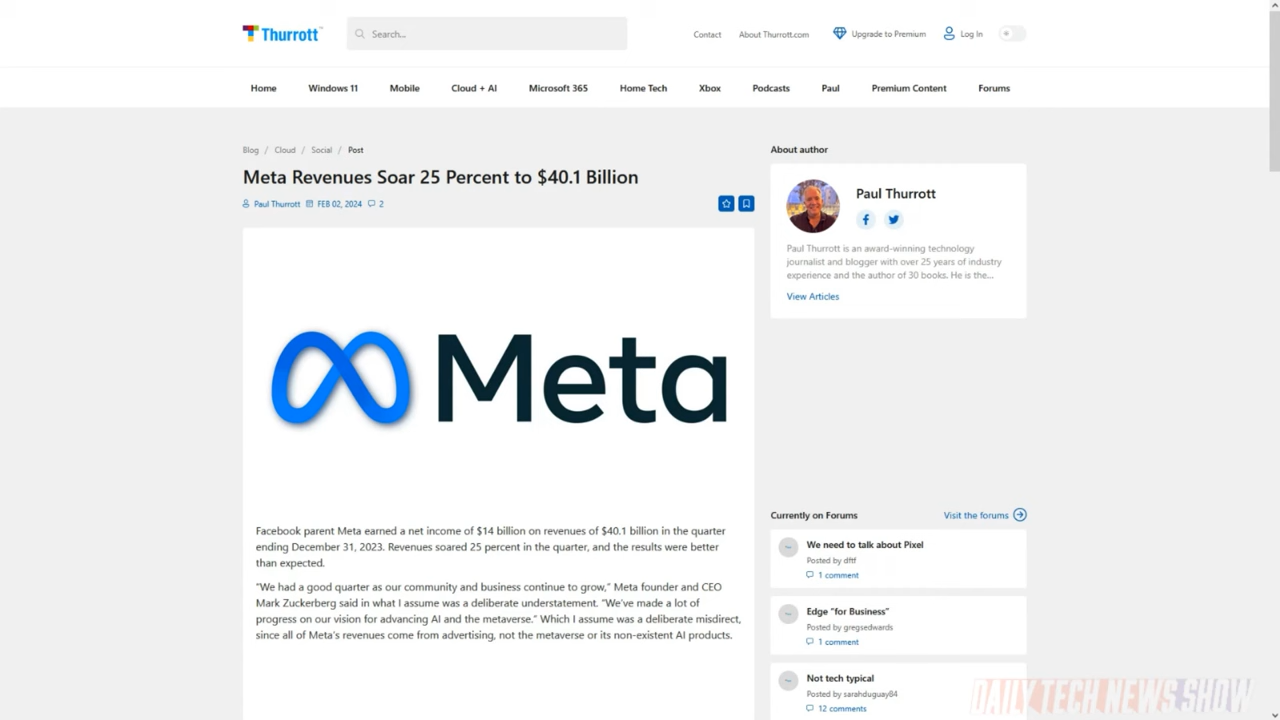 Thurrott™
Search...
Contact
About Thurrott.com
Upgrade to Premium
Log In
Home
Windows 11
Mobile
Cloud + AI
Microsoft 365
Home Tech
Xbox
Podcasts
Paul
Premium Content
Forums
Blog / Cloud / Social / Post
Meta Revenues Soar 25 Percent to $40.1 Billion
Paul Thurrott FEB 02, 2024 2
Meta
Facebook parent Meta earned a net income of $14 billion on revenues of $40.1 billion in the quarter
ending December 31, 2023. Revenues soared 25 percent in the quarter, and the results were better
than expected.
“We had a good quarter as our community and business continue to grow,” Meta founder and CEO
Mark Zuckerberg said in what I assume was a deliberate understatement. “We’ve made a lot of
progress on our vision for advancing AI and the metaverse.” Which I assume was a deliberate misdirect,
since all of Meta’s revenues come from advertising, not the metaverse or its non-existent AI products.
About author
Paul Thurrott
Paul Thurrott is an award-winning technology
journalist and blogger with over 25 years of industry
experience and the author of 30 books. He is the...
View Articles
Currently on Forums
Visit the forums
We need to talk about Pixel
Posted by dftf
1 comment
Edge “for Business”
Posted by gregsedwards
1 comment
Not tech typical
Posted by sarahduguay84
12 comments
DAILY TECH NEWS SHOW